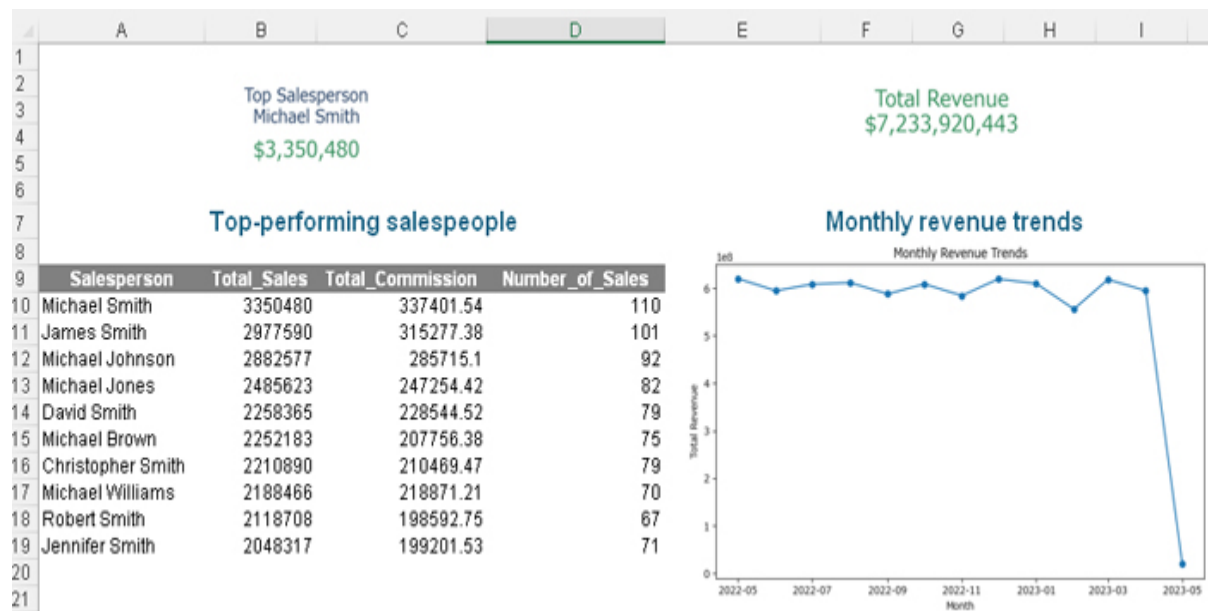 A B C D E F G H I
1
2
3
4
5
6
7
8
9
10
11
12
13
14
15
16
17
18
19
20
21
Top Salesperson
Michael Smith
$3,350,480
Total Revenue
$7,233,920,443
Top-performing salespeople
Monthly revenue trends
Salesperson Total_Sales Total_Commission Number_of_Sales
Michael Smith 3350480 337401.54 110
James Smith 2977590 315277.38 101
Michael Johnson 2882577 285715.1 92
Michael Jones 2485623 247254.42 82
David Smith 2258365 228544.52 79
Michael Brown 2252183 207756.38 75
Christopher Smith 2210890 210469.47 79
Michael Williams 2188466 218871.21 70
Robert Smith 2118708 198592.75 67
Jennifer Smith 2048317 199201.53 71
Monthly Revenue Trends
1e8
6
5
4
3
2
1
0
Total Revenue
2022-05 2022-07 2022-09 2022-11 2023-01 2023-03 2023-05
Month